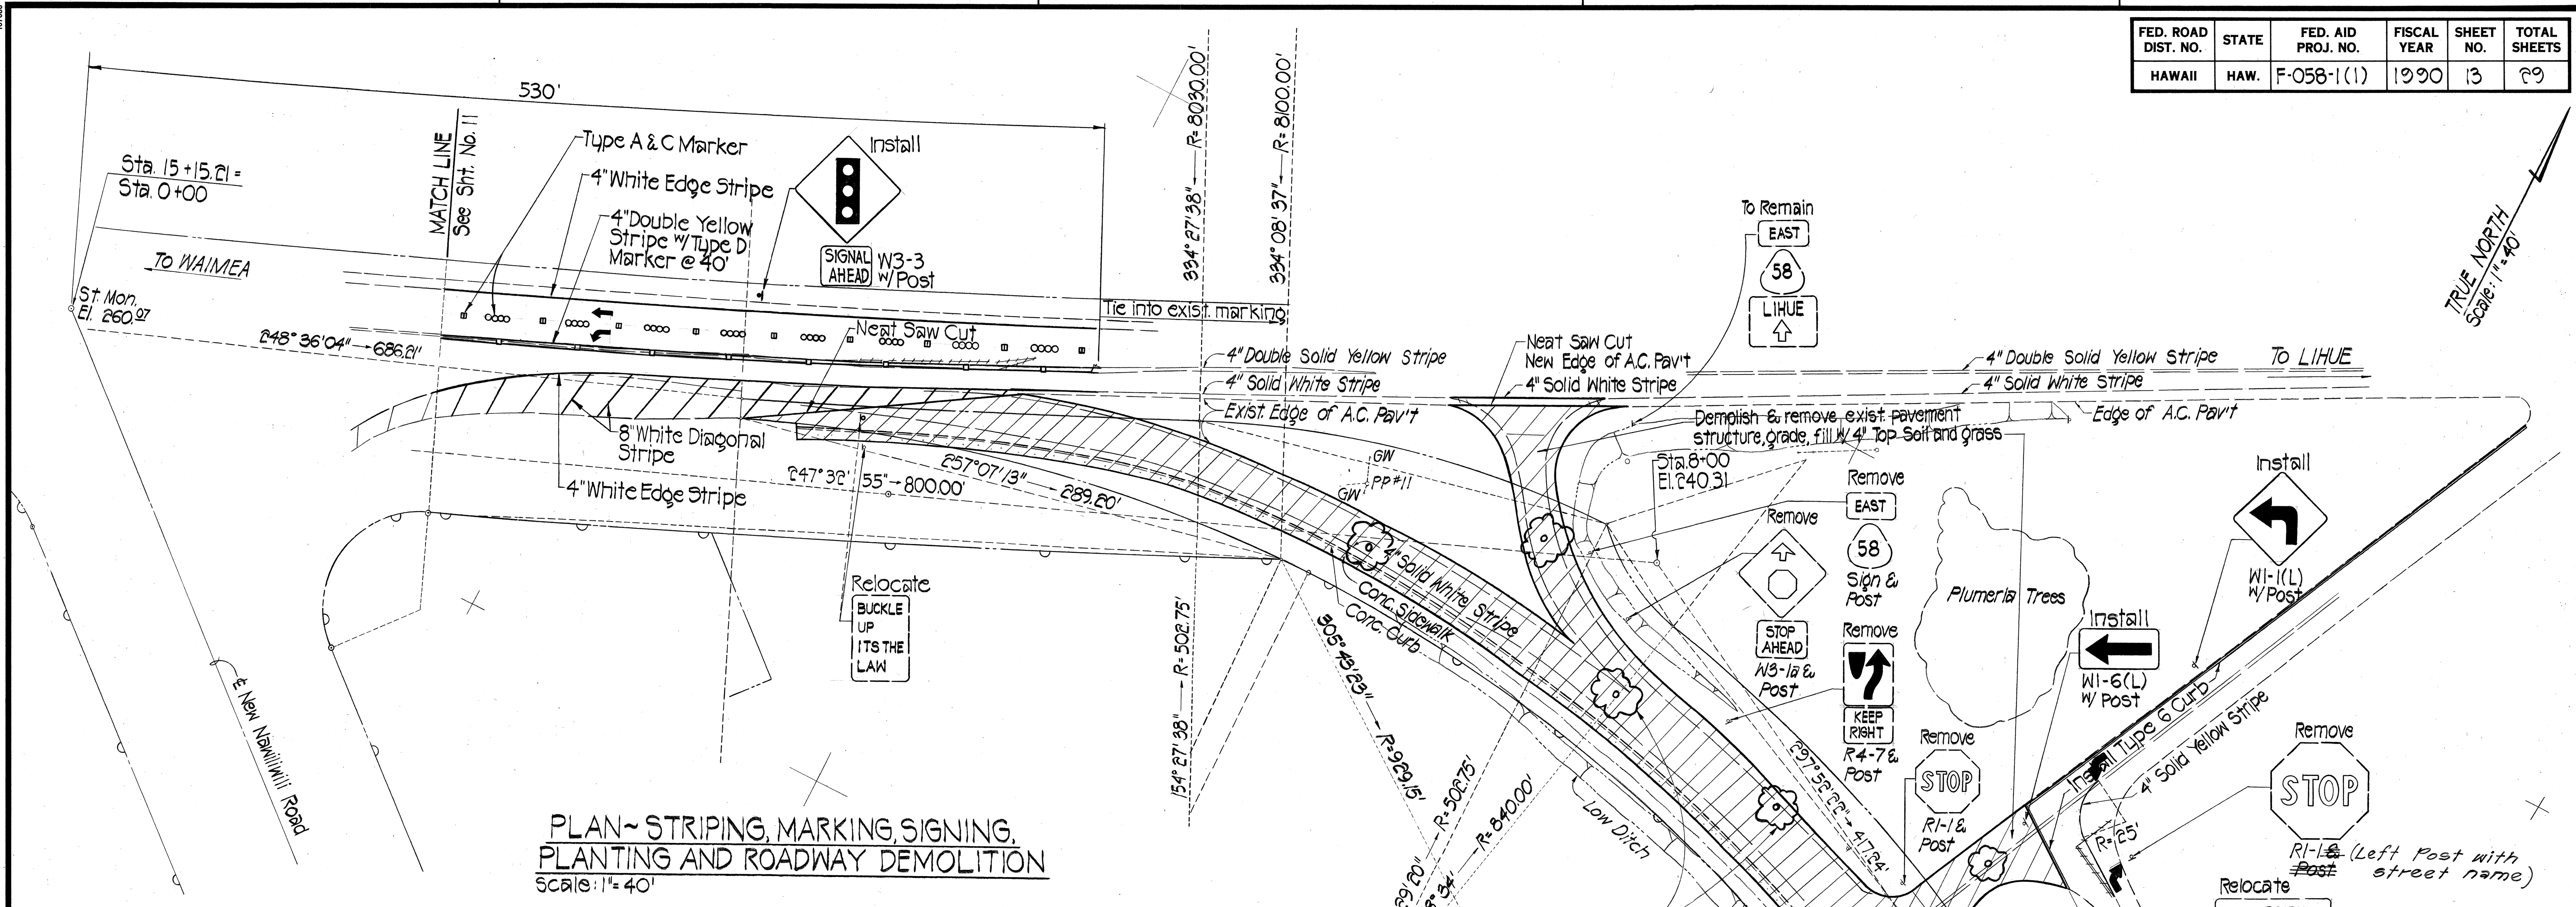 FED. ROAD DIST. NO. STATE FED. AID PROJ. NO. FISCAL YEAR SHEET NO. TOTAL SHEETS
HAWAII HAW. F-058-1(1) 1990 13 29
530'
Sta. 15+15.21 =
Sta. 0+00
MATCH LINE
See Sht. No. 11
Type A & C Marker
4" White Edge Stripe
4" Double Yellow
Stripe w/Type D
Marker @ 40'
Install
SIGNAL
AHEAD
W3-3
w/Post
334° 27' 38" R=8030.00'
334° 08' 37" R=8100.00'
TRUE NORTH
Scale: 1"=40'
To WAIMEA
St. Mon.
El. 260.07
248° 36' 04" 686.21'
Neat Saw Cut
Tie into exist. marking
To Remain
EAST
58
LIHUE
4" Double Solid Yellow Stripe
4" Solid White Stripe
Exist Edge of A.C. Pav't
Neat Saw Cut
New Edge of A.C. Pav't
4" Solid White Stripe
4" Double Solid Yellow Stripe
To LIHUE
4" Solid White Stripe
Edge of A.C. Pav't
Demolish & remove exist. pavement
structure, grade, fill w/ 4" Top Soil and grass
8" White Diagonal
Stripe
4" White Edge Stripe
247° 32' 55" 800.00'
257° 07' 13" 289.20'
GW
PP#11
GW
Sta. 8+00
El. 240.31
Relocate
BUCKLE
UP
ITS THE
LAW
4" Solid White Stripe
Conc. Sidewalk
Conc. Curb
Remove
STOP
AHEAD
W3-1a &
Post
Remove
EAST
58
Sign &
Post
Remove
KEEP
RIGHT
R4-7 &
Post
Plumeria Trees
Install
W1-1(L)
W/Post
Install
W1-6(L)
W/ Post
Remove
STOP
R1-1 &
Post
Install Type 6 Curb
4" Solid Yellow Stripe
R=25'
Remove
STOP
R1-1 & Post
(Left Post with
street name)
Relocate
℄ New Nawiliwili Road
154° 27' 38" R=502.75'
305° 43' 23" R=929.15'
29' 20" R=502.75'
34' R=840.00'
Low Ditch
297° 52' 22" 417.24'
PLAN~ STRIPING, MARKING, SIGNING,
PLANTING AND ROADWAY DEMOLITION
Scale: 1"= 40'